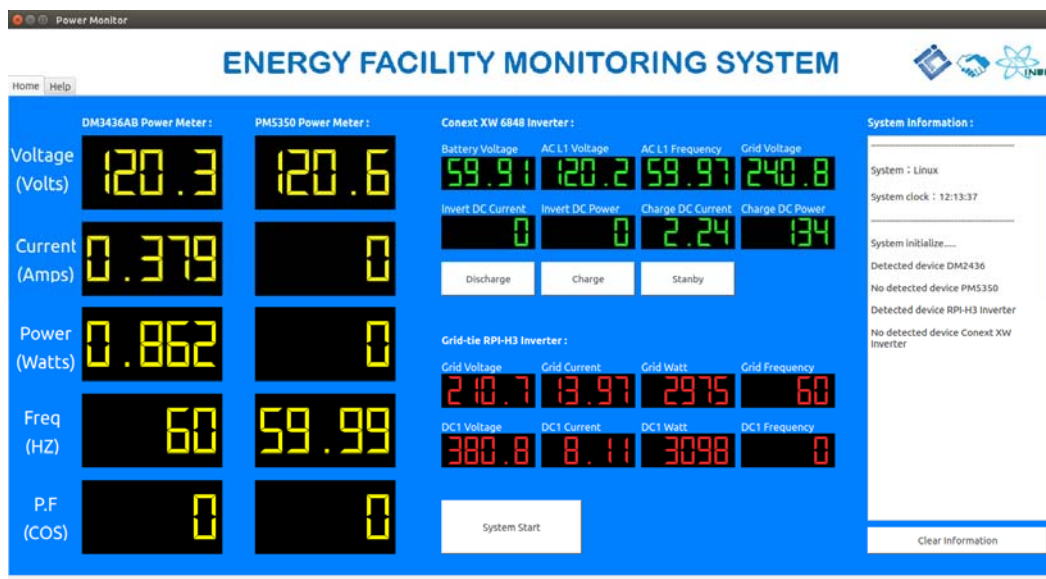 Power Monitor
ENERGY FACILITY MONITORING SYSTEM
Home Help
DM3436AB Power Meter :
PM5350 Power Meter :
Voltage
(Volts)
120.3
120.6
Current
(Amps)
0.379
0
Power
(Watts)
0.862
0
Freq
(HZ)
60
59.99
P.F
(COS)
0
0
Conext XW 6848 Inverter :
Battery Voltage AC L1 Voltage AC L1 Frequency Grid Voltage
59.91 120.2 59.97 240.8
Invert DC Current Invert DC Power Charge DC Current Charge DC Power
0 0 2.24 134
Discharge Charge Stanby
Grid-tie RPI-H3 Inverter :
Grid Voltage Grid Current Grid Watt Grid Frequency
210.7 13.97 2975 60
DC1 Voltage DC1 Current DC1 Watt DC1 Frequency
380.8 8.11 3098 0
System Start
System Information :
System : Linux
System clock : 12:13:37
System initialize.....
Detected device DM2436
No detected device PM5350
Detected device RPI-H3 Inverter
No detected device Conext XW
Inverter
Clear Information